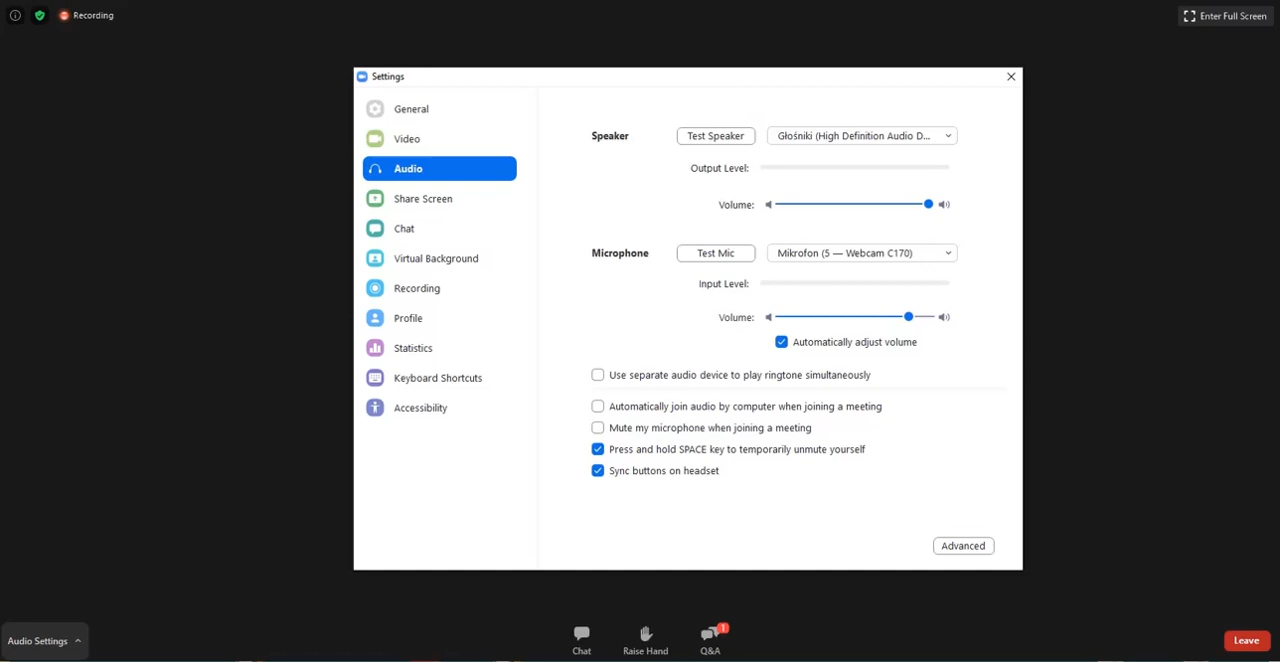 Recording
Enter Full Screen
Settings
General
Video
Audio
Share Screen
Chat
Virtual Background
Recording
Profile
Statistics
Keyboard Shortcuts
Accessibility
Speaker
Test Speaker
Głośniki (High Definition Audio D...
Output Level:
Volume:
Microphone
Test Mic
Mikrofon (5 — Webcam C170)
Input Level:
Volume:
Automatically adjust volume
Use separate audio device to play ringtone simultaneously
Automatically join audio by computer when joining a meeting
Mute my microphone when joining a meeting
Press and hold SPACE key to temporarily unmute yourself
Sync buttons on headset
Advanced
Audio Settings
Chat
Raise Hand
1
Q&A
Leave